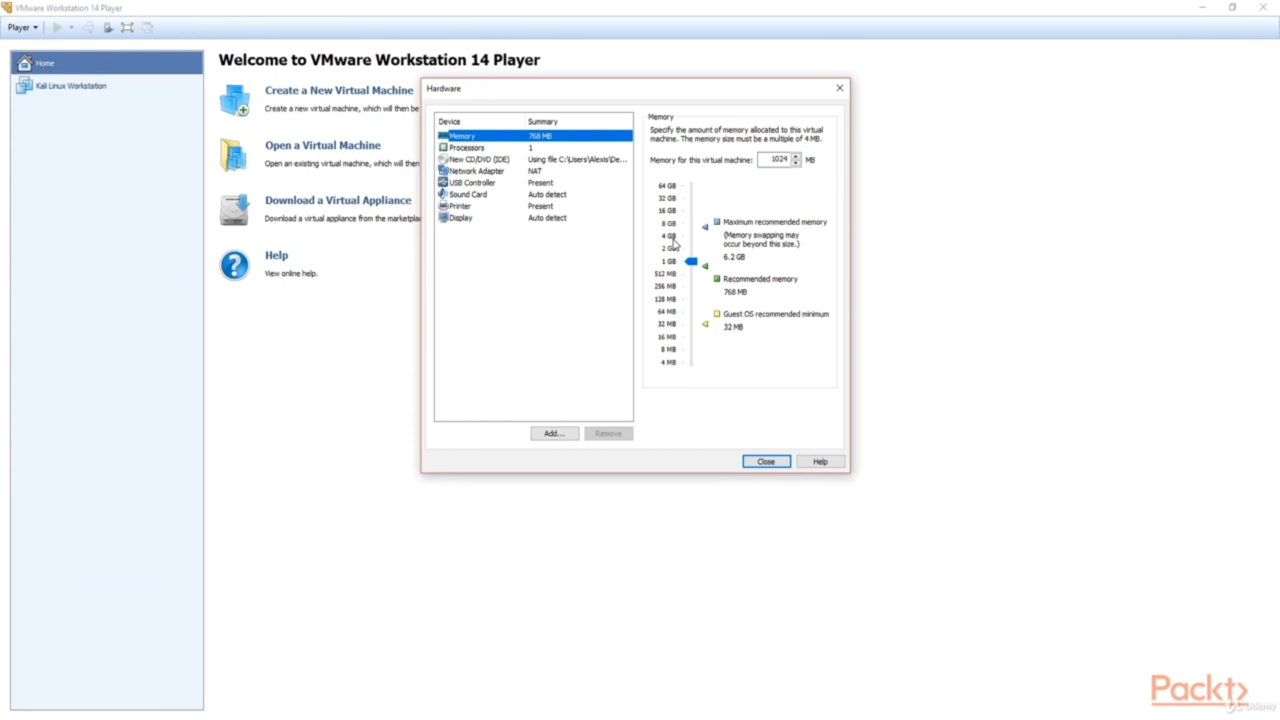 VMware Workstation 14 Player
Player
Home
Kali Linux Workstation
Welcome to VMware Workstation 14 Player
Create a New Virtual Machine
Create a new virtual machine, which will then be
Open a Virtual Machine
Open an existing virtual machine, which will then
Download a Virtual Appliance
Download a virtual appliance from the marketpla
Help
View online help.
Hardware
Device Summary
Memory 768 MB
Processors 1
New CD/DVD (IDE) Using file C:\Users\Alexis\De...
Network Adapter NAT
USB Controller Present
Sound Card Auto detect
Printer Present
Display Auto detect
Add...
Remove
Memory
Specify the amount of memory allocated to this virtual
machine. The memory size must be a multiple of 4 MB.
Memory for this virtual machine: 1024 MB
64 GB
32 GB
16 GB
8 GB
4 GB
2 GB
1 GB
512 MB
256 MB
128 MB
64 MB
32 MB
16 MB
8 MB
4 MB
Maximum recommended memory
(Memory swapping may
occur beyond this size.)
6.2 GB
Recommended memory
768 MB
Guest OS recommended minimum
32 MB
Close
Help
Packt
Udemy